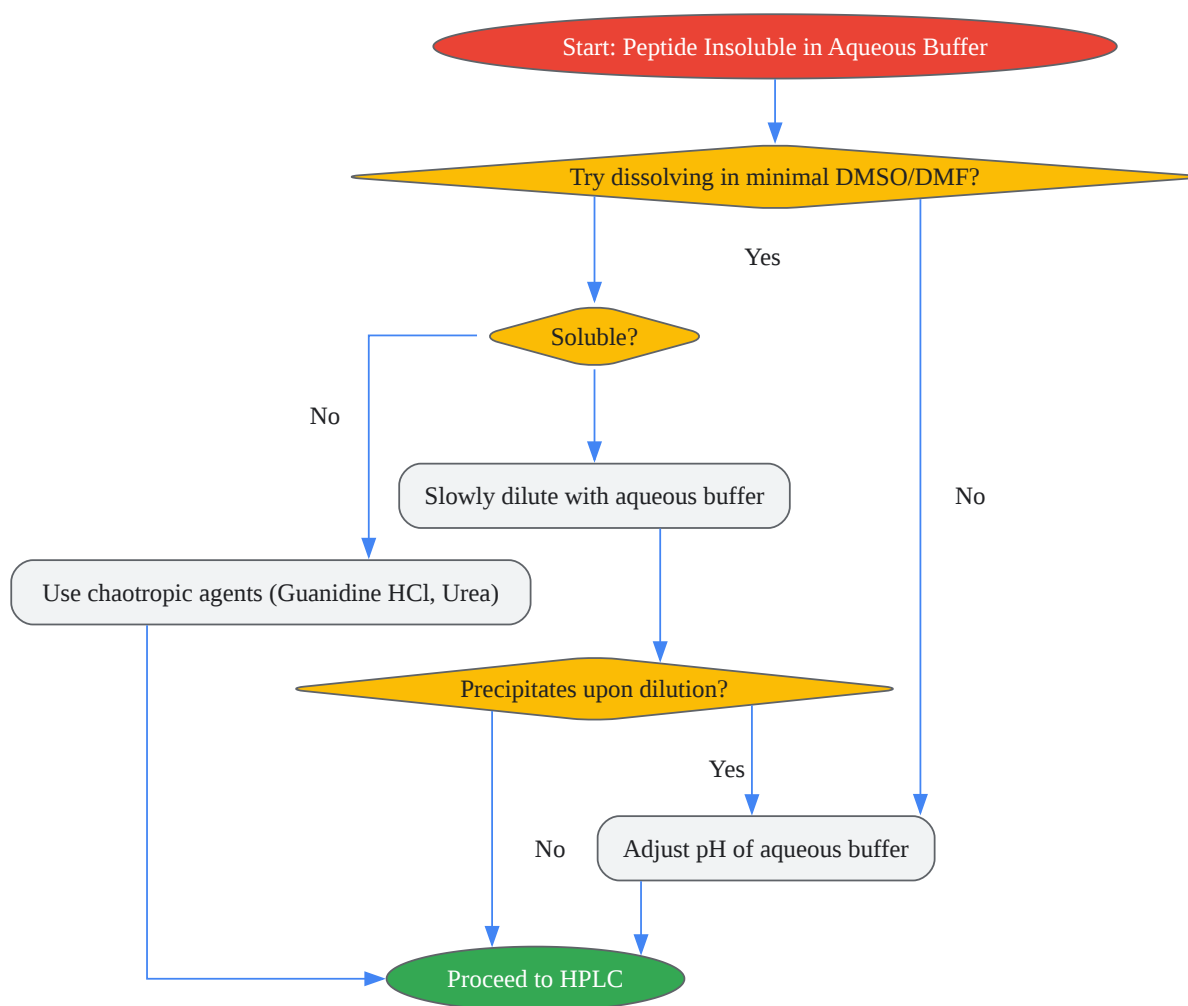 Start: Peptide Insoluble in Aqueous Buffer
Try dissolving in minimal DMSO/DMF?
Yes
Soluble?
No
Slowly dilute with aqueous buffer
No
Use chaotropic agents (Guanidine HCl, Urea)
Precipitates upon dilution?
Yes
No
Adjust pH of aqueous buffer
Proceed to HPLC